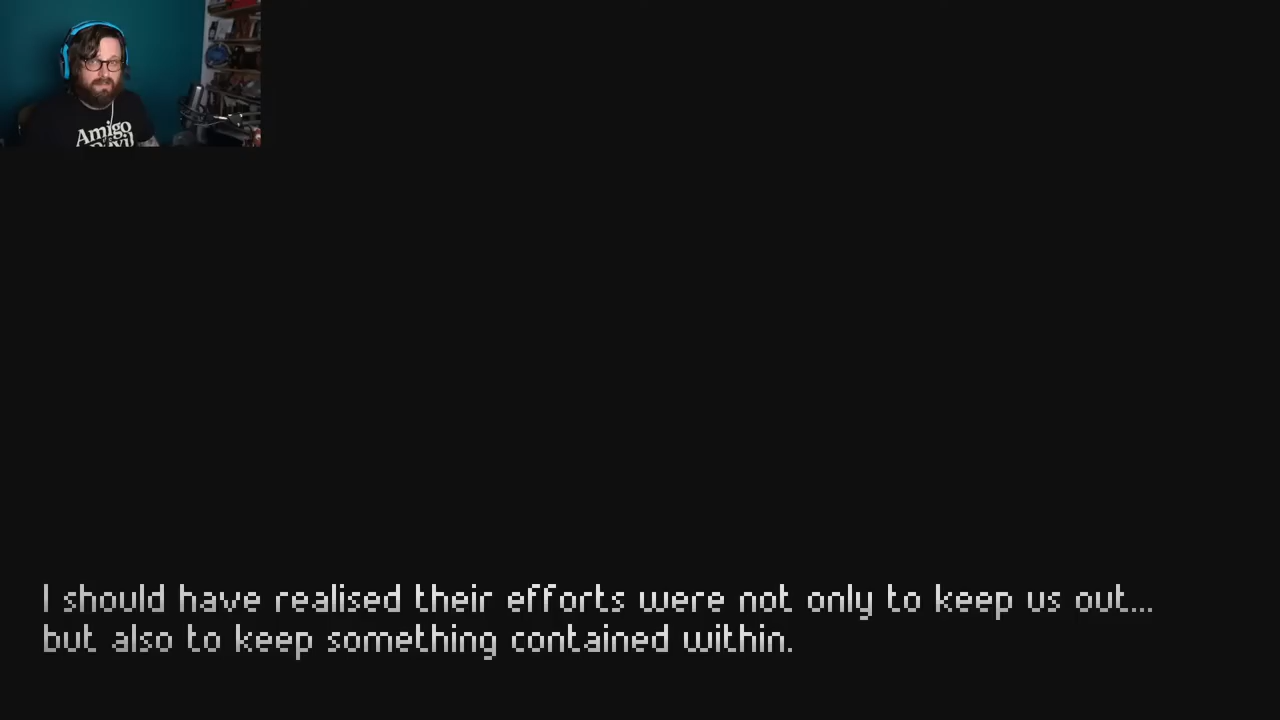 Amigo
I should have realised their efforts were not only to keep us out...
but also to keep something contained within.